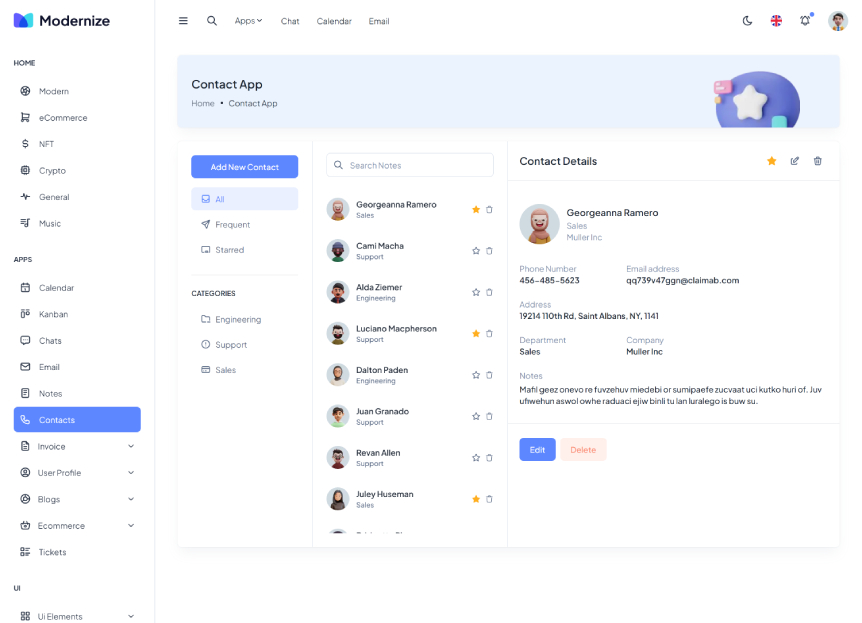 Modernize
Apps
Chat
Calendar
Email
HOME
Modern
eCommerce
NFT
Crypto
General
Music
APPS
Calendar
Kanban
Chats
Email
Notes
Contacts
Invoice
User Profile
Blogs
Ecommerce
Tickets
UI
Ui Elements
Contact App
Home • Contact App
Add New Contact
All
Frequent
Starred
CATEGORIES
Engineering
Support
Sales
Search Notes
Georgeanna Ramero
Sales
Cami Macha
Support
Alda Ziemer
Engineering
Luciano Macpherson
Support
Dalton Paden
Engineering
Juan Granado
Support
Revan Allen
Support
Juley Huseman
Sales
Contact Details
Georgeanna Ramero
Sales
Muller Inc
Phone Number
456-485-5623
Email address
qq739v47ggn@claimab.com
Address
19214 110th Rd, Saint Albans, NY, 1141
Department
Sales
Company
Muller Inc
Notes
Mafil geez onevo re fuvzehuv miedebi or sumipaefe zucvaat uci kutko huri of. Juv
ufiwehun aswol owhe raduaci ejiw binli tu lan luralego is buw su.
Edit
Delete